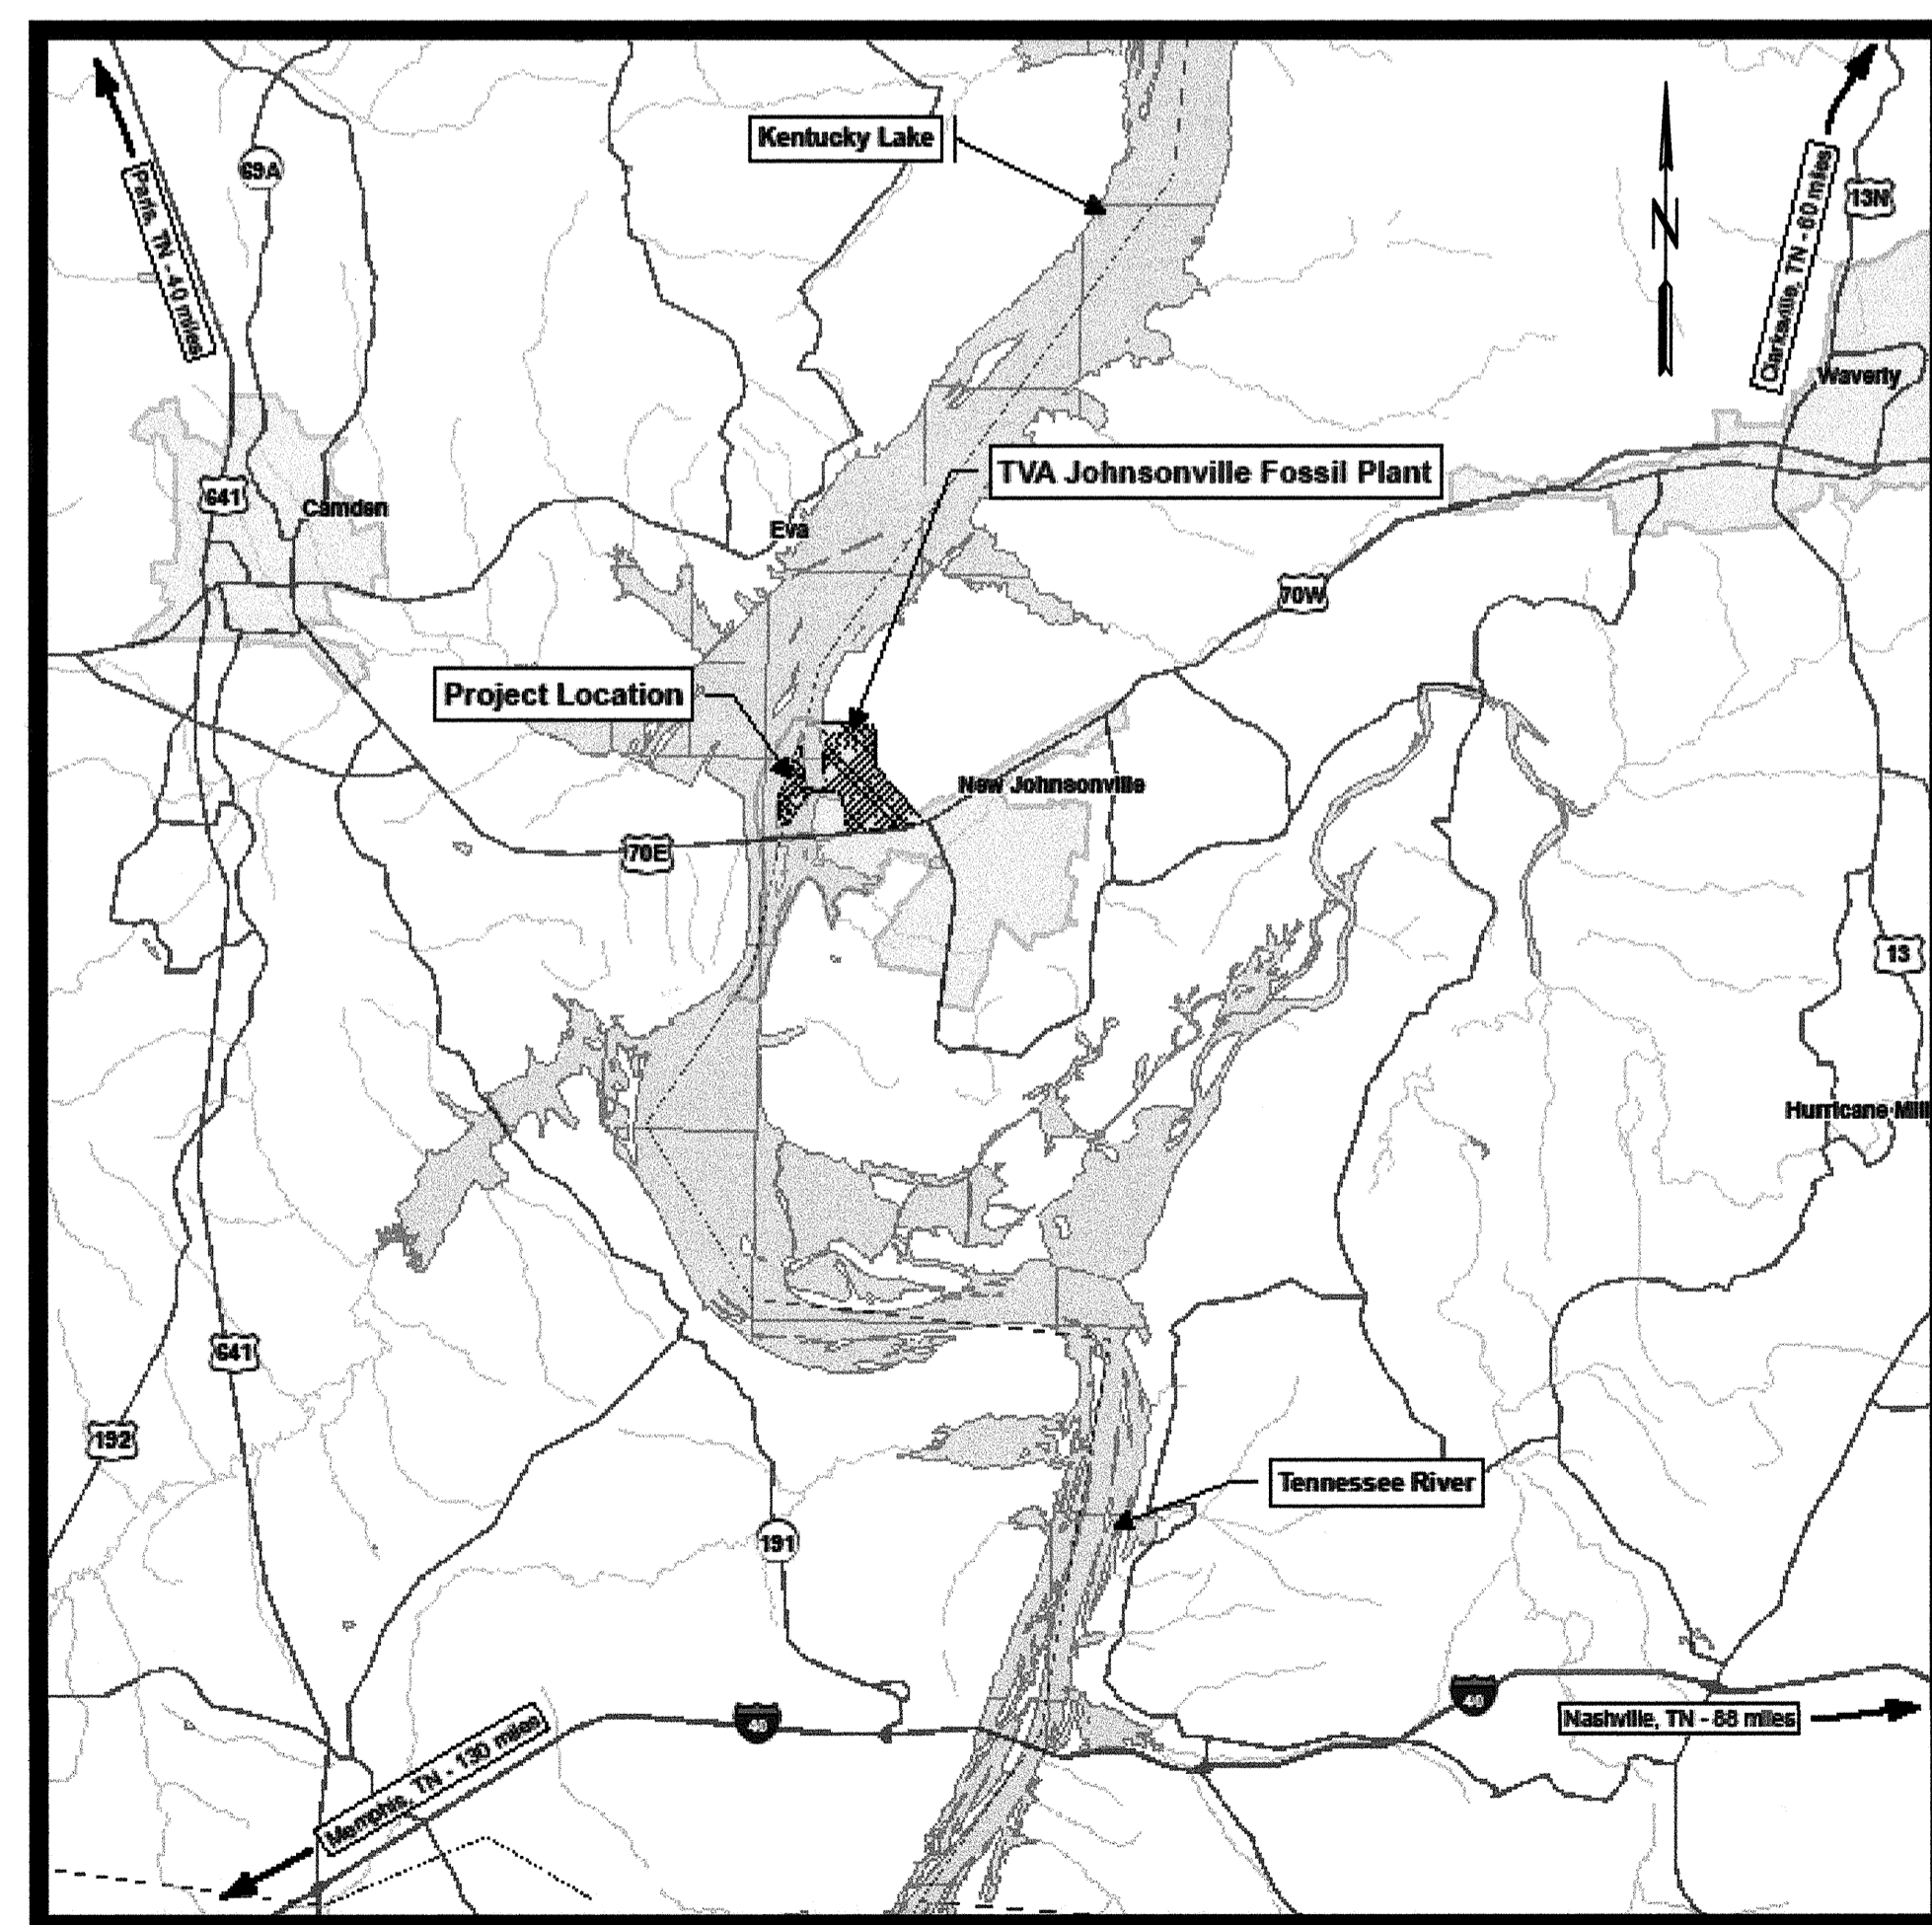 Kentucky Lake
69A
Paris, TN - 40 miles
N
Clarksville, TN - 60 miles
13N
Waverly
TVA Johnsonville Fossil Plant
641
Camden
Eva
70W
Project Location
New Johnsonville
70E
13
Hurricane Mill
641
192
Tennessee River
191
40
40
Nashville, TN - 88 miles
Memphis, TN - 130 miles